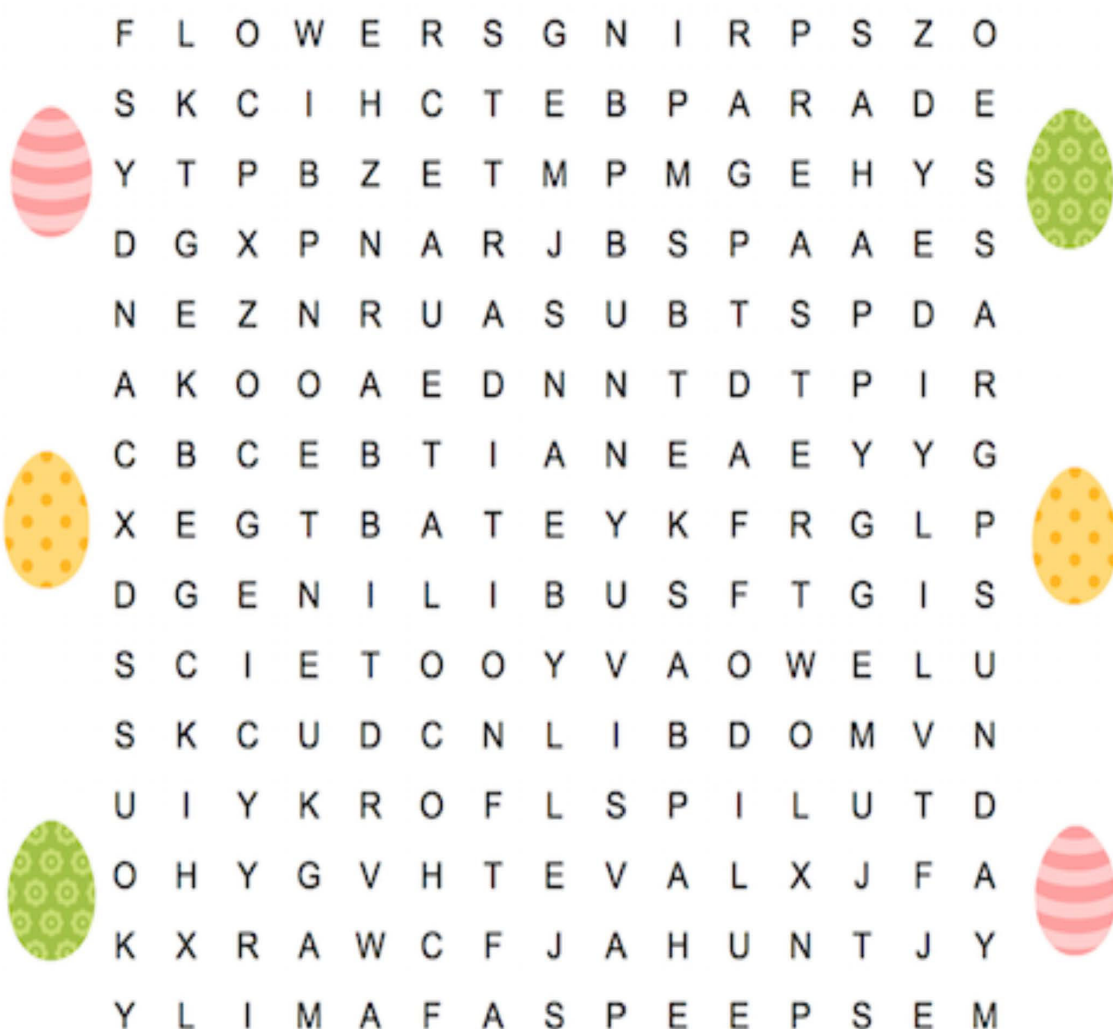 F L O W E R S G N I R P S Z O
S K C I H C T E B P A R A D E
Y T P B Z E T M P M G E H Y S
D G X P N A R J B S P A A E S
N E Z N R U A S U B T S P D A
A K O O A E D N N T D T P I R
C B C E B T I A N E A E Y Y G
X E G T B A T E Y K F R G L P
D G E N I L I B U S F T G I S
S C I E T O O Y V A O W E L U
S K C U D C N L I B D O M V N
U I Y K R O F L S P I L U T D
O H Y G V H T E V A L X J F A
K X R A W C F J A H U N T J Y
Y L I M A F A S P E E P S E M